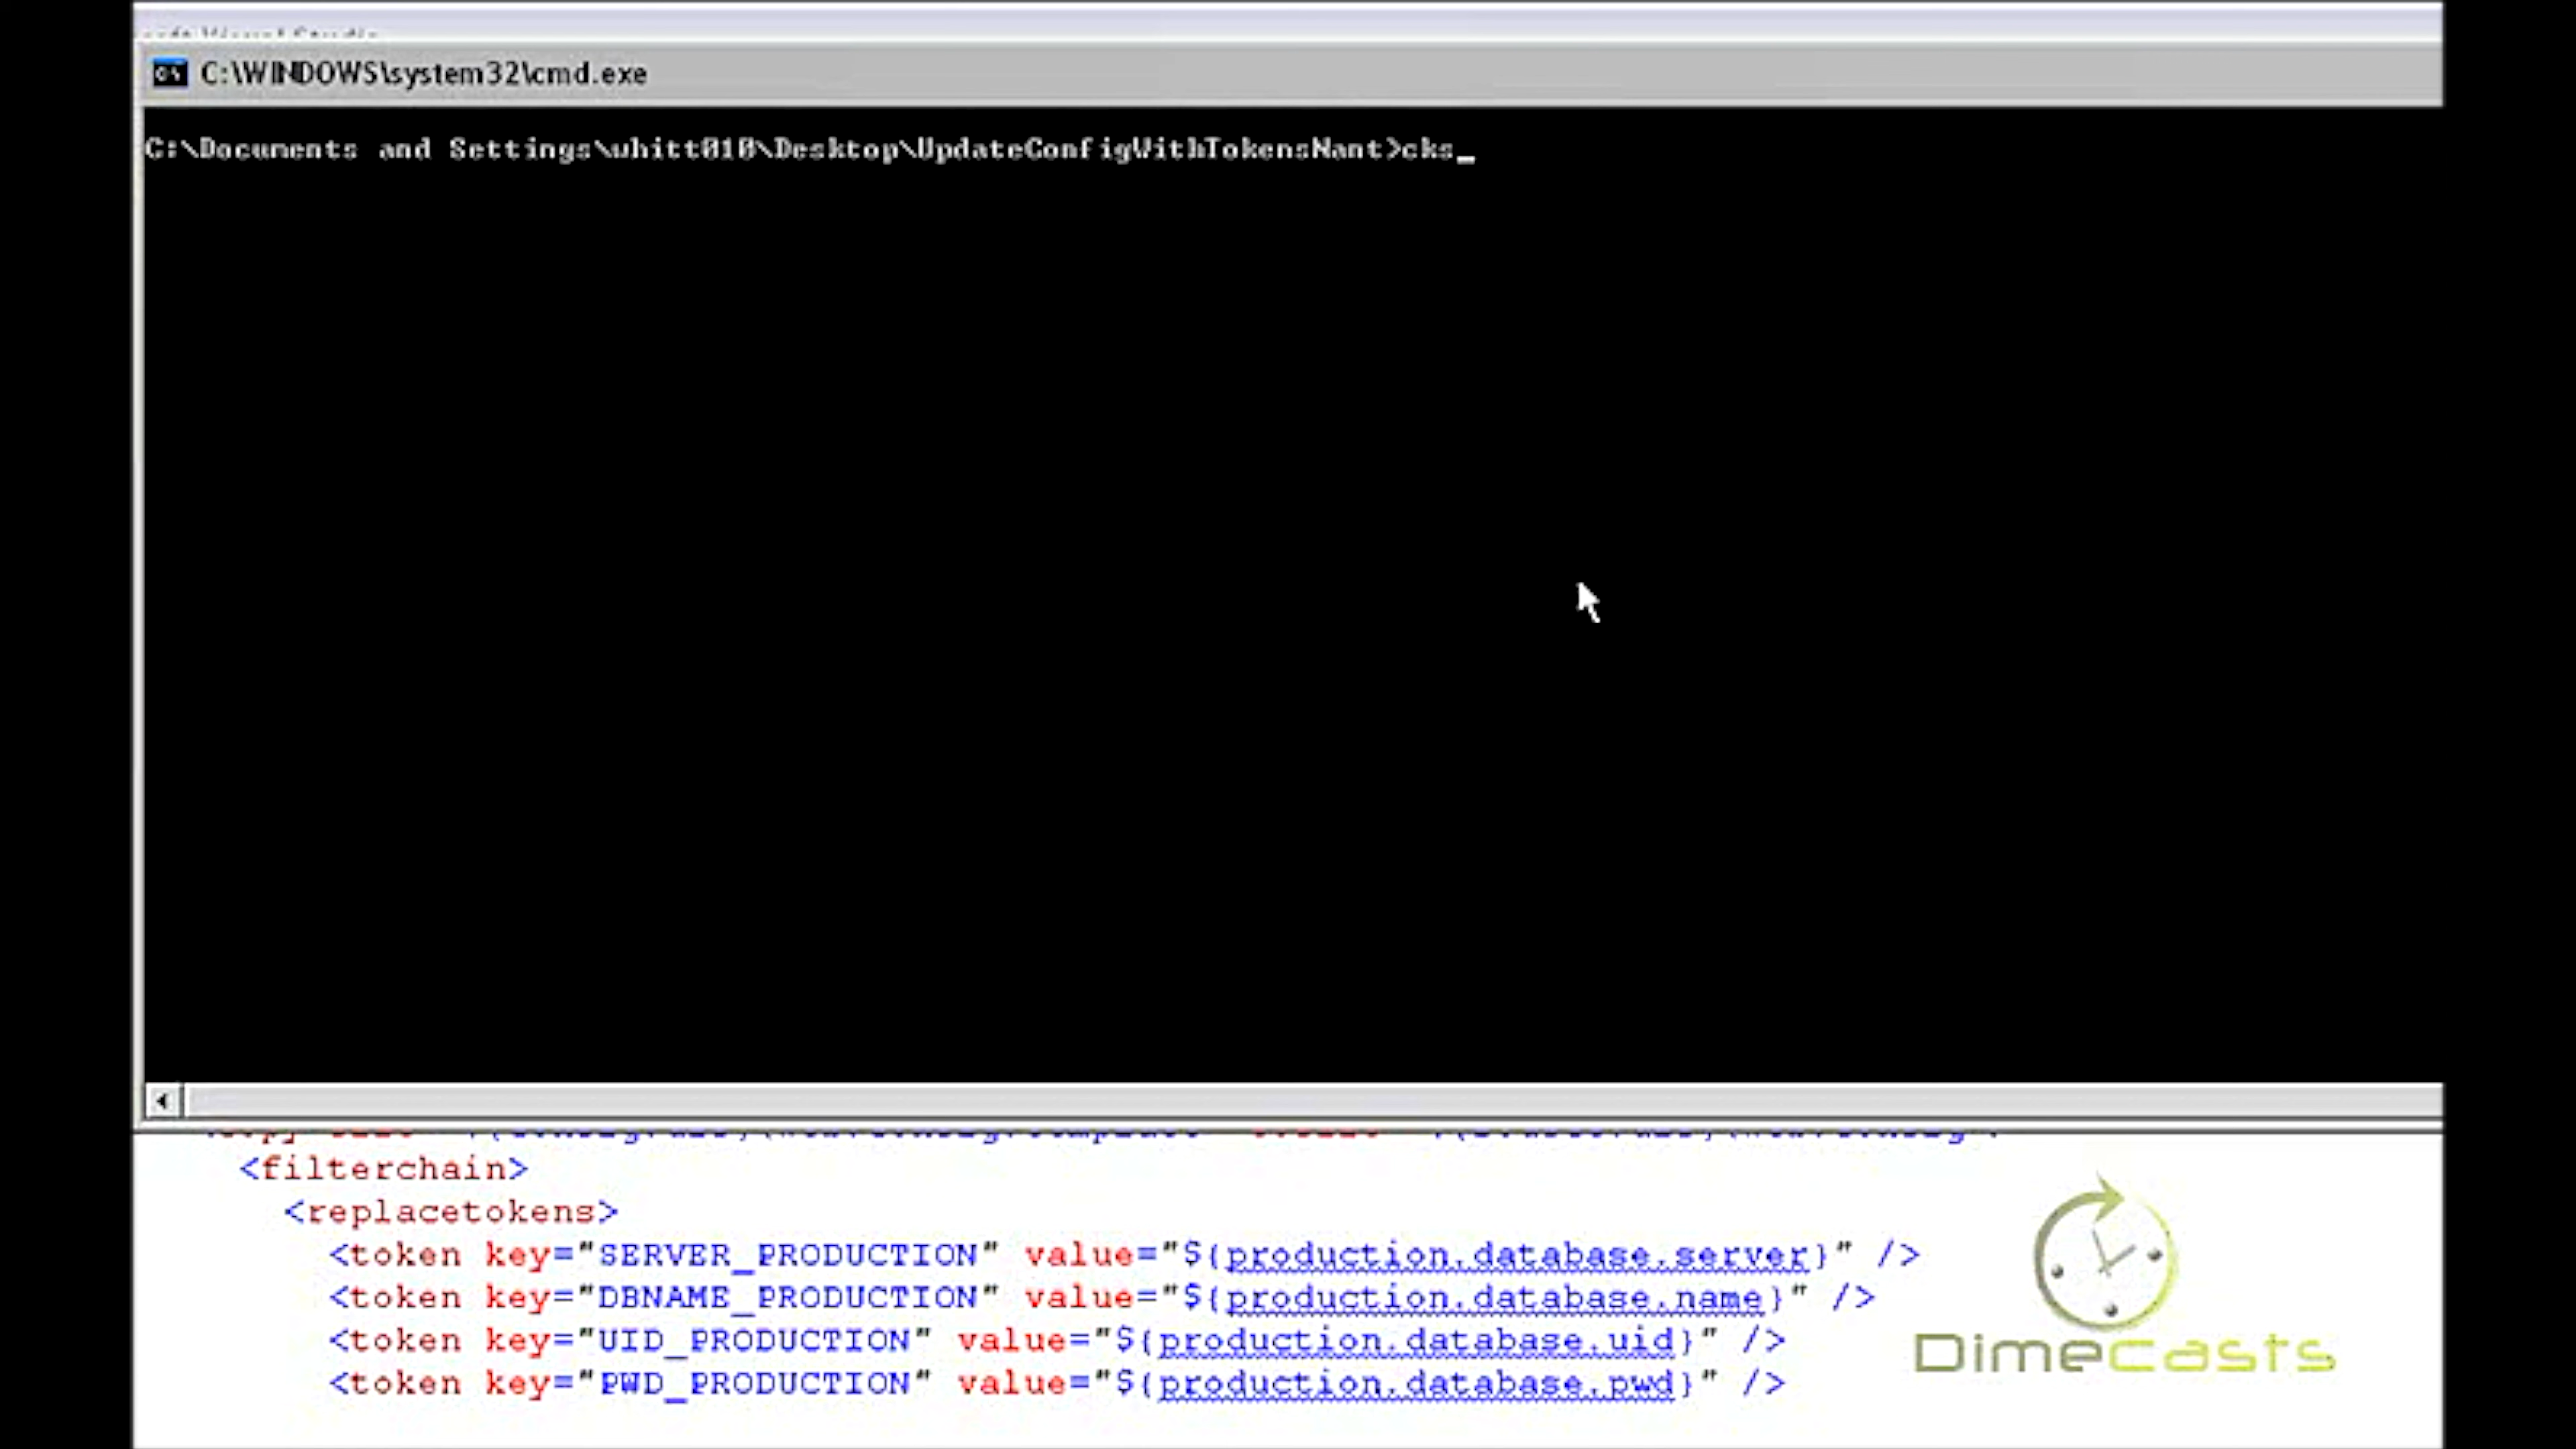 C:\WINDOWS\system32\cmd.exe
C:\Documents and Settings\whitt010\Desktop\UpdateConfigWithTokensNant>cks_
<filterchain>
<replacetokens>
<token key="SERVER_PRODUCTION" value="${production.database.server}" />
<token key="DBNAME_PRODUCTION" value="${production.database.name}" />
<token key="UID_PRODUCTION" value="${production.database.uid}" />
<token key="PWD_PRODUCTION" value="${production.database.pwd}" />
Dimecasts